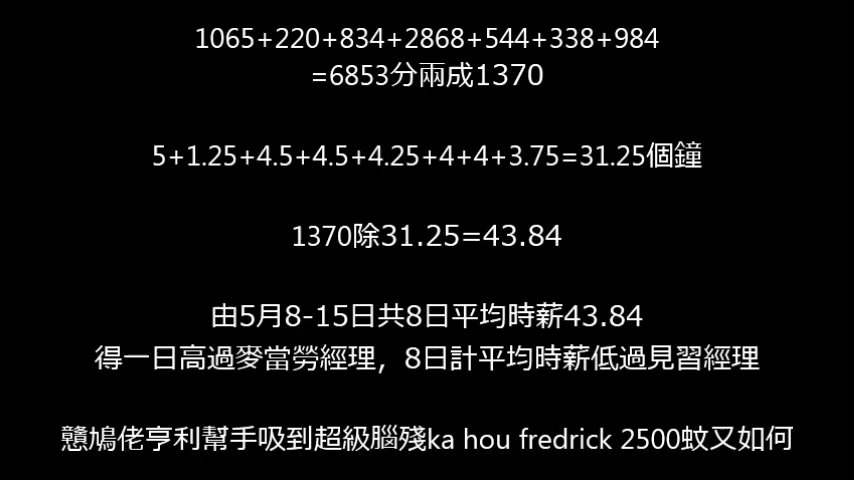 1065+220+834+2868+544+338+984
=6853分兩成1370
5+1.25+4.5+4.5+4.25+4+4+3.75=31.25個鐘
1370除31.25=43.84
由5月8-15日共8日平均時薪43.84
得一日高過麥當勞經理，8日計平均時薪低過見習經理
戇鳩佬亨利幫手吸到超級腦殘ka hou fredrick 2500蚊又如何